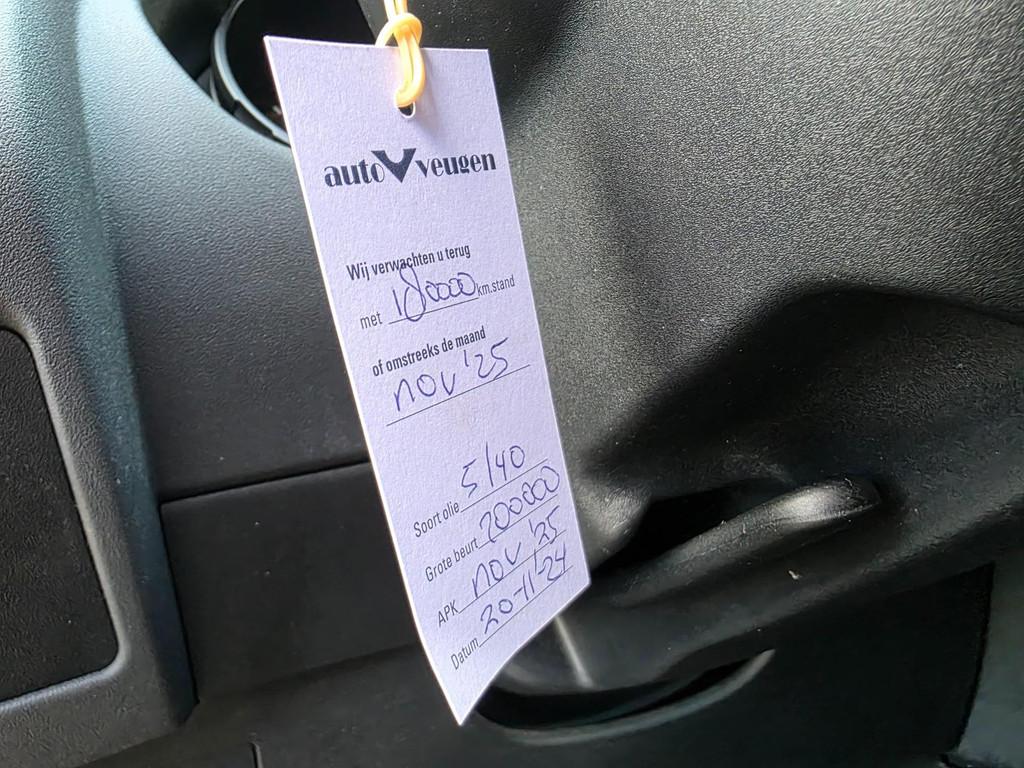 auto veugen
Wij verwachten u terug
met 180000 km.stand
of omstreeks de maand
nov '25
Soort olie 5/40
Grote beurt 200000
APK nov '25
Datum 20-11-'24